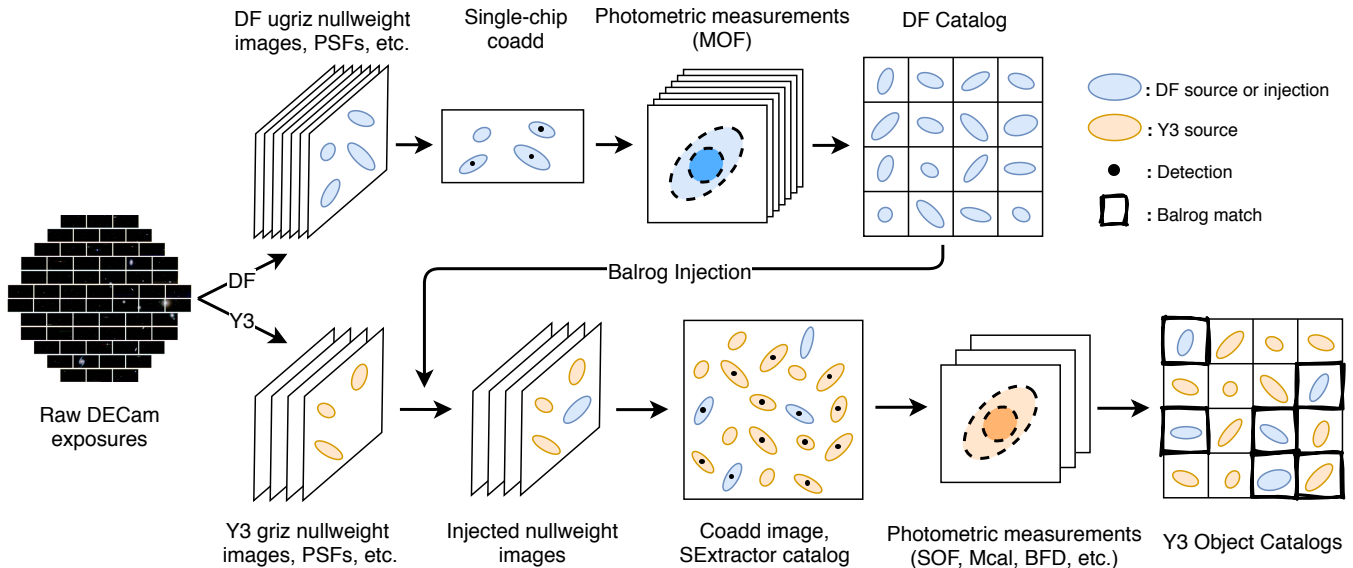 DF ugriz nullweight
images, PSFs, etc.
Single-chip
coadd
Photometric measurements
(MOF)
DF Catalog
: DF source or injection
: Y3 source
: Detection
: Balrog match
Balrog Injection
DF
Y3
Raw DECam
exposures
Y3 griz nullweight
images, PSFs, etc.
Injected nullweight
images
Coadd image,
SExtractor catalog
Photometric measurements
(SOF, Mcal, BFD, etc.)
Y3 Object Catalogs